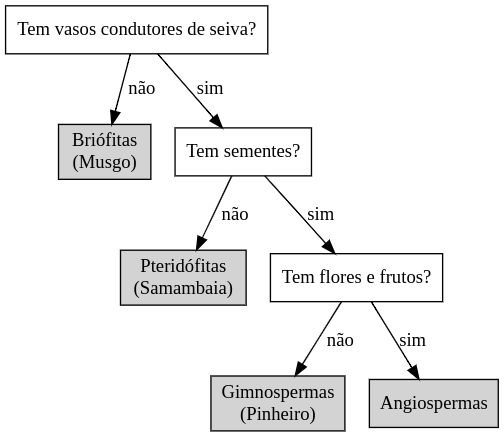 Tem vasos condutores de seiva?
não
sim
Briófitas
(Musgo)
Tem sementes?
não
sim
Pteridófitas
(Samambaia)
Tem flores e frutos?
não
sim
Gimnospermas
(Pinheiro)
Angiospermas